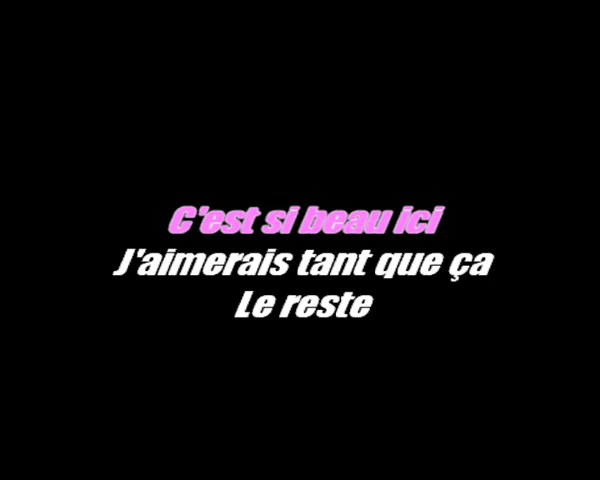 C'est si beau ici
J'aimerais tant que ça
Le reste